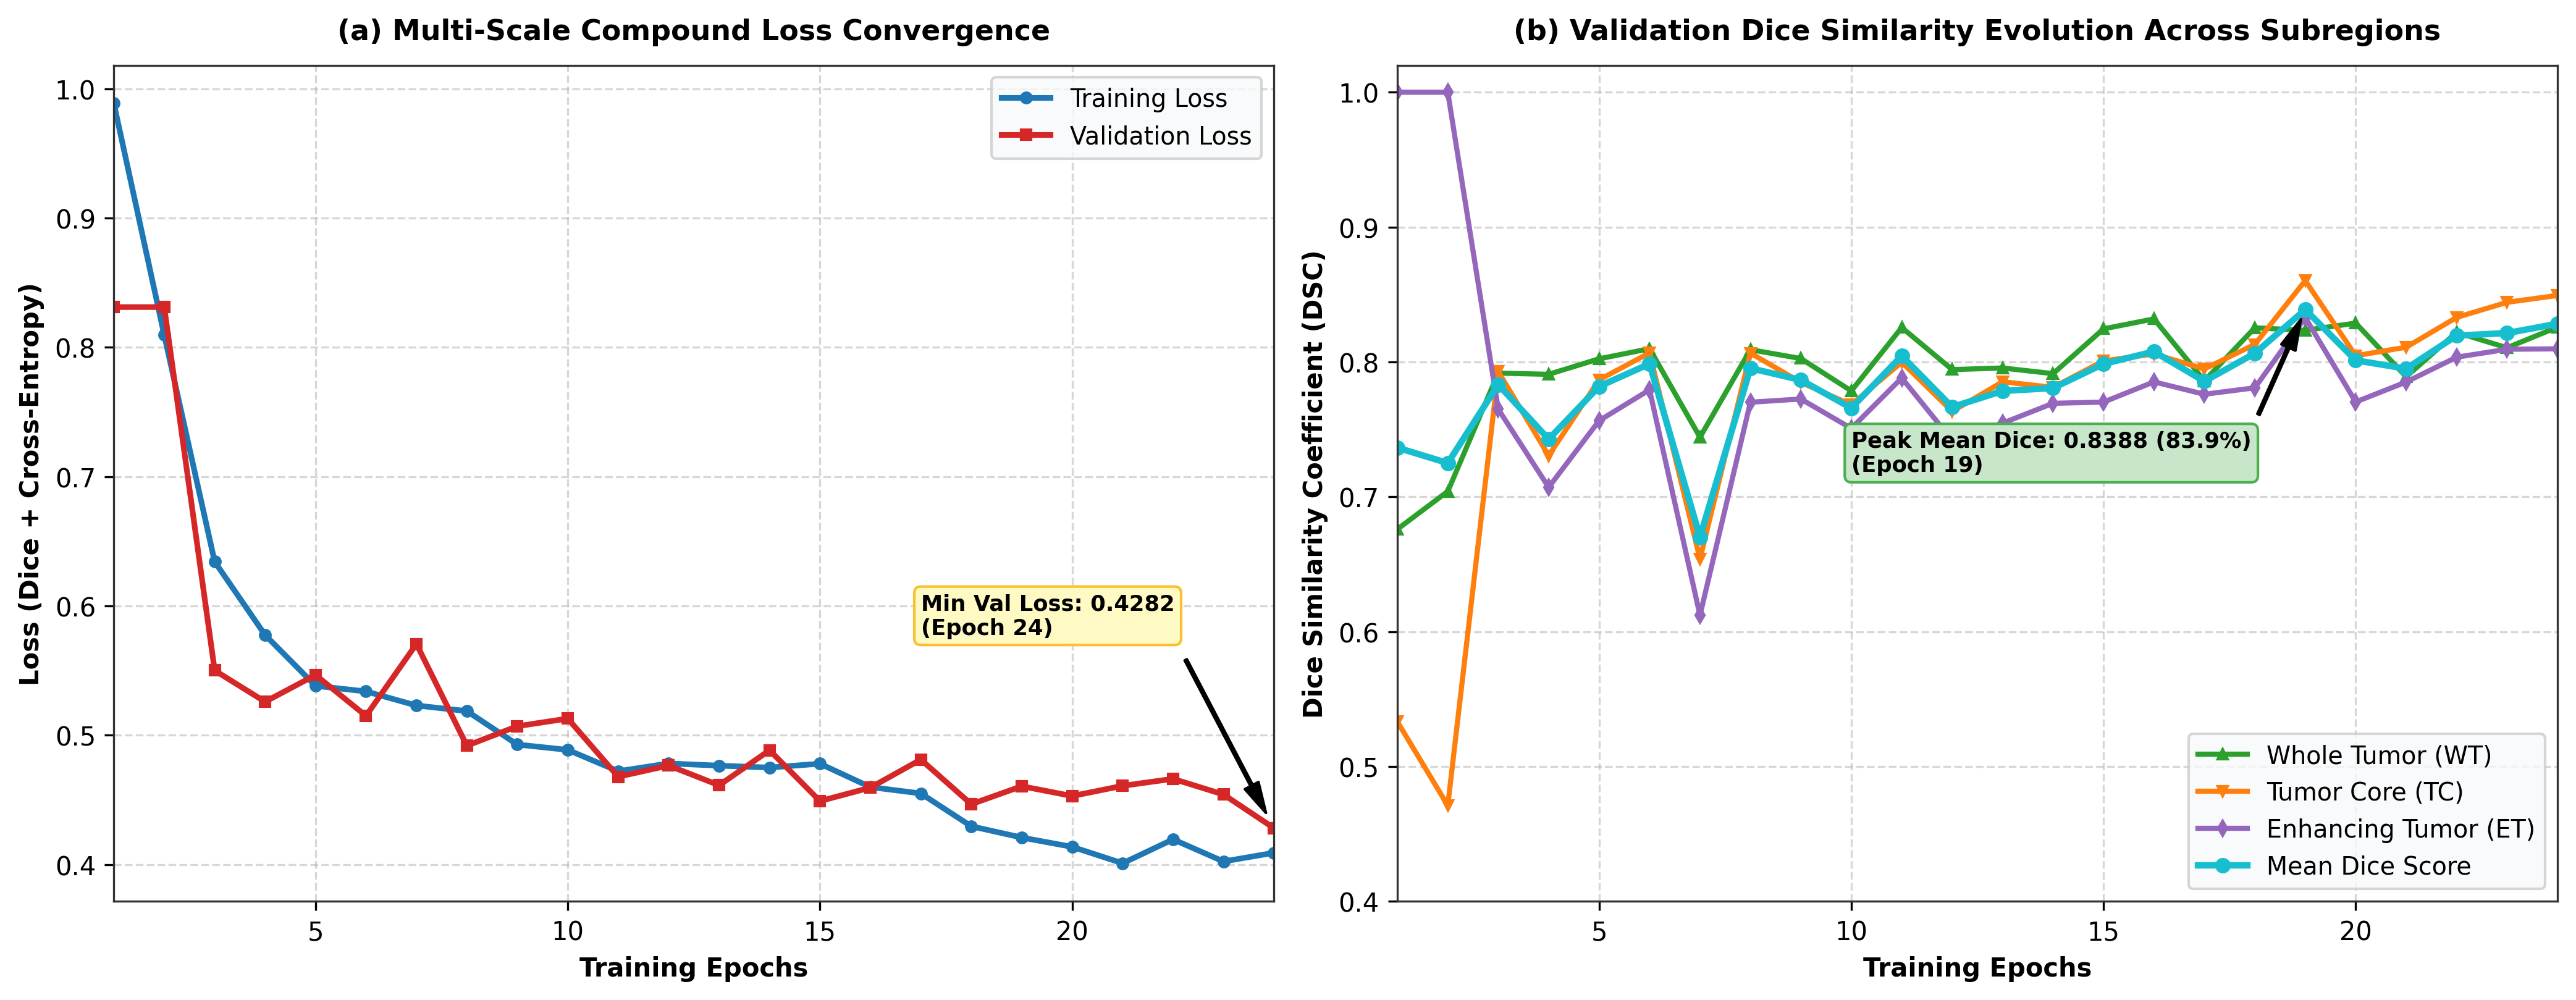 (a) Multi-Scale Compound Loss Convergence
Loss (Dice + Cross-Entropy)
1.0
0.9
0.8
0.7
0.6
0.5
0.4
Training Loss
Validation Loss
Min Val Loss: 0.4282
(Epoch 24)
5
10
15
20
Training Epochs
(b) Validation Dice Similarity Evolution Across Subregions
Dice Similarity Coefficient (DSC)
1.0
0.9
0.8
0.7
0.6
0.5
0.4
Peak Mean Dice: 0.8388 (83.9%)
(Epoch 19)
Whole Tumor (WT)
Tumor Core (TC)
Enhancing Tumor (ET)
Mean Dice Score
5
10
15
20
Training Epochs